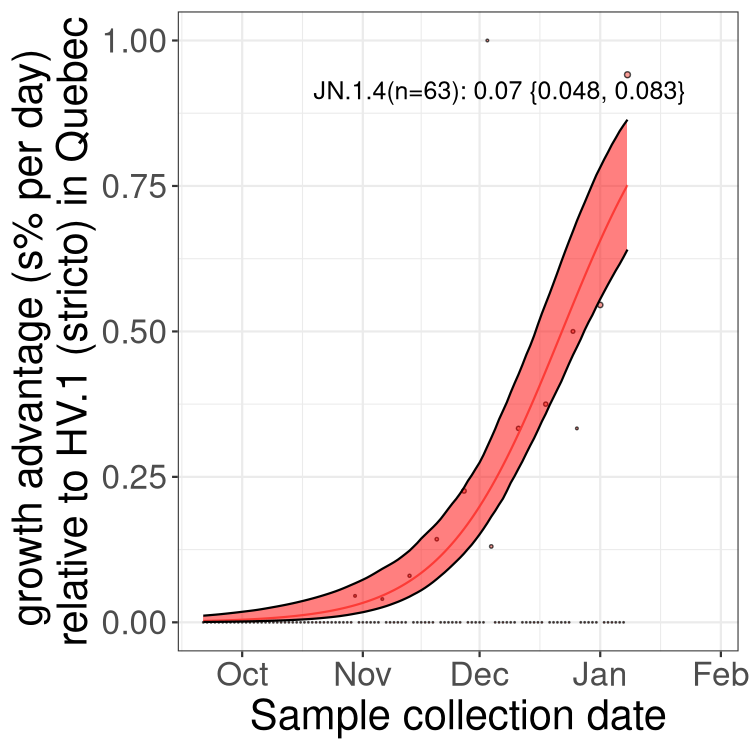 growth advantage (s% per day)
relative to HV.1 (stricto) in Quebec
1.00
0.75
0.50
0.25
0.00
JN.1.4(n=63): 0.07 {0.048, 0.083}
Oct Nov Dec Jan Feb
Sample collection date